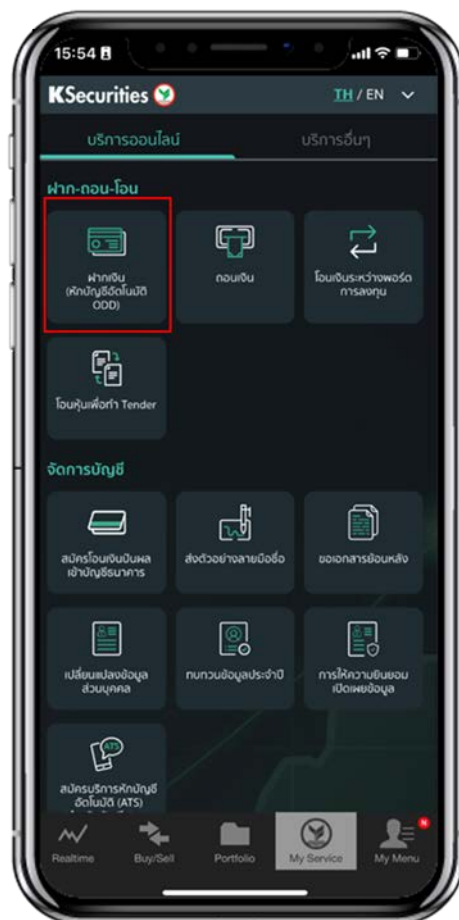 15:54
KSecurities
TH / EN
บริการออนไลน์
บริการอื่นๆ
ฝาก-ถอน-โอน
ฝากเงิน
(หักบัญชีอัตโนมัติ
ODD)
ถอนเงิน
โอนเงินระหว่างพอร์ต
การลงทุน
โอนหุ้นเพื่อทำ Tender
จัดการบัญชี
สมัครโอนเงินปันผล
เข้าบัญชีธนาคาร
ส่งตัวอย่างลายมือชื่อ
ขอเอกสารย้อนหลัง
เปลี่ยนแปลงข้อมูล
ส่วนบุคคล
ทบทวนข้อมูลประจำปี
การให้ความยินยอม
เปิดเผยข้อมูล
ATS
สมัครบริการหักบัญชี
อัตโนมัติ (ATS)
Realtime
Buy/Sell
Portfolio
My Service
N
My Menu